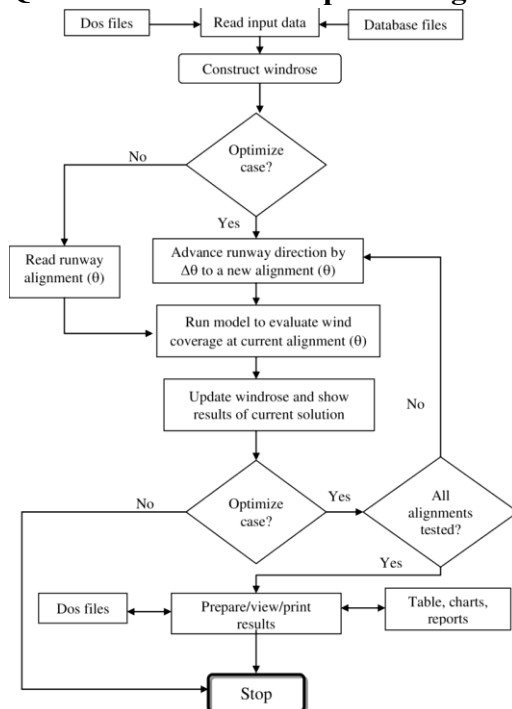 Dos files
Read input data
Database files
Construct windrose
Optimize
case?
No
Yes
Read runway
alignment (θ)
Advance runway direction by
Δθ to a new alignment (θ)
Run model to evaluate wind
coverage at current alignment (θ)
Update windrose and show
results of current solution
No
No
Optimize
case?
Yes
All
alignments
tested?
Yes
Dos files
Prepare/view/print
results
Table, charts,
reports
Stop